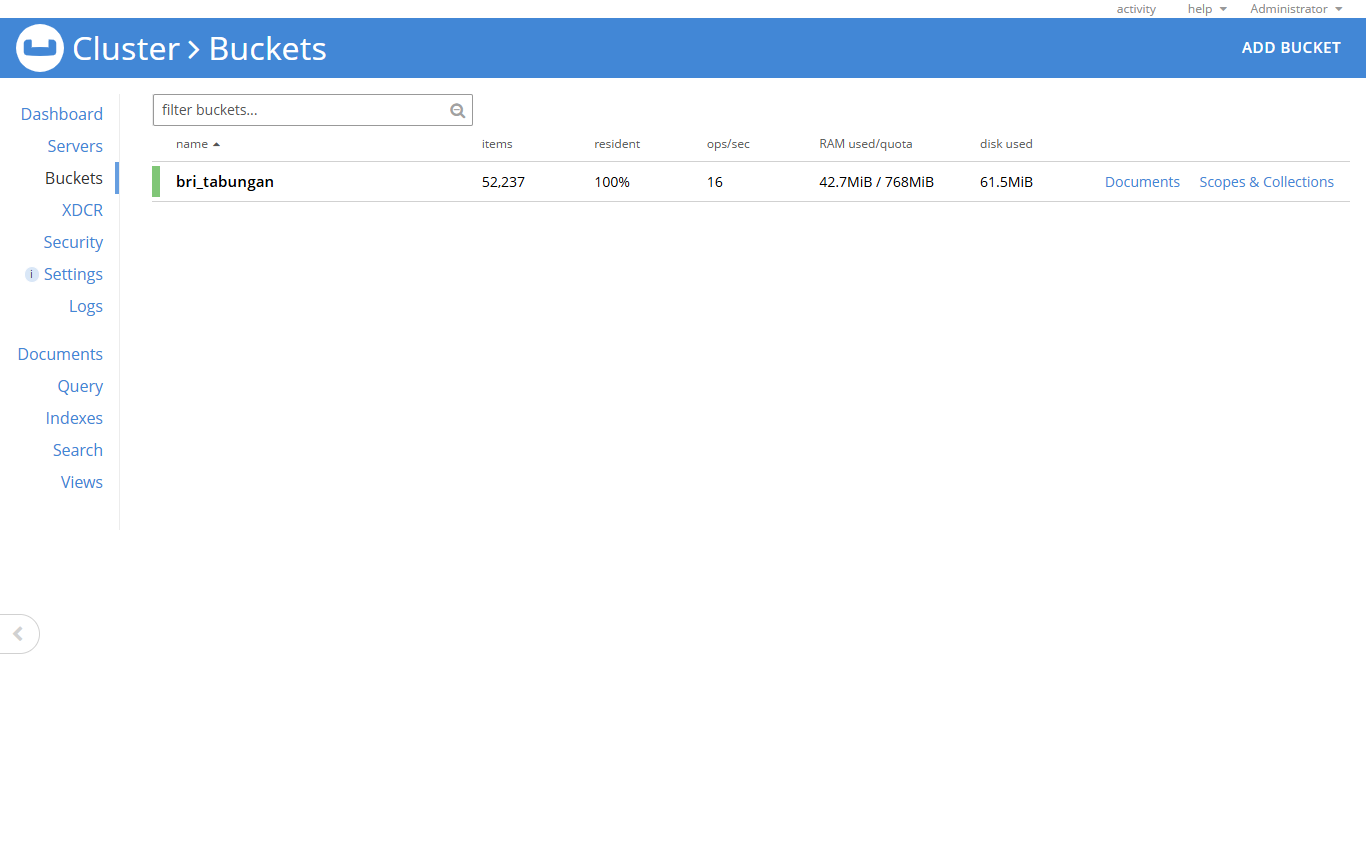 activity help Administrator
Cluster > Buckets ADD BUCKET
Dashboard
Servers
Buckets
XDCR
Security
i Settings
Logs
Documents
Query
Indexes
Search
Views
filter buckets...
name items resident ops/sec RAM used/quota disk used
bri_tabungan 52,237 100% 16 42.7MiB / 768MiB 61.5MiB Documents Scopes & Collections